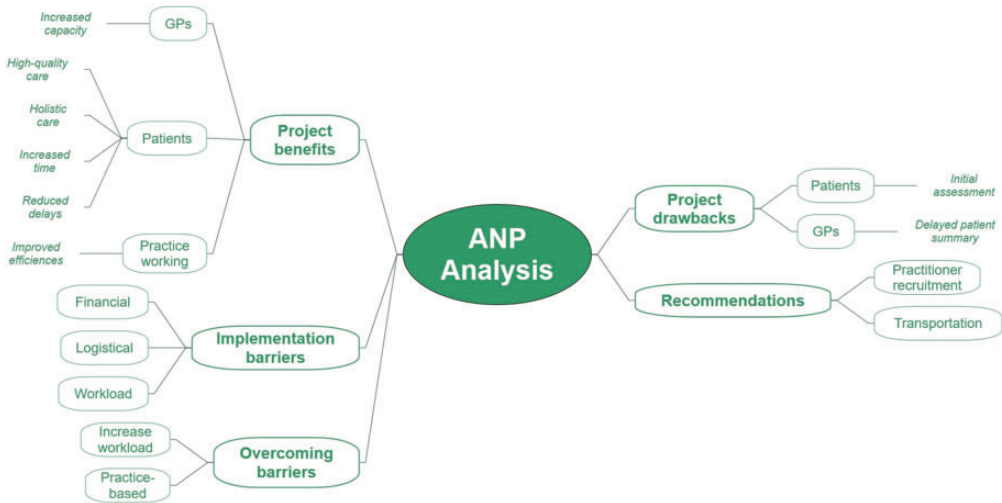 Increased
capacity
GPs
High-quality
care
Holistic
care
Increased
time
Reduced
delays
Patients
Improved
efficiences
Practice
working
Project
benefits
Financial
Logistical
Workload
Implementation
barriers
Increase
workload
Practice-
based
Overcoming
barriers
ANP
Analysis
Project
drawbacks
Patients
Initial
assessment
GPs
Delayed patient
summary
Recommendations
Practitioner
recruitment
Transportation